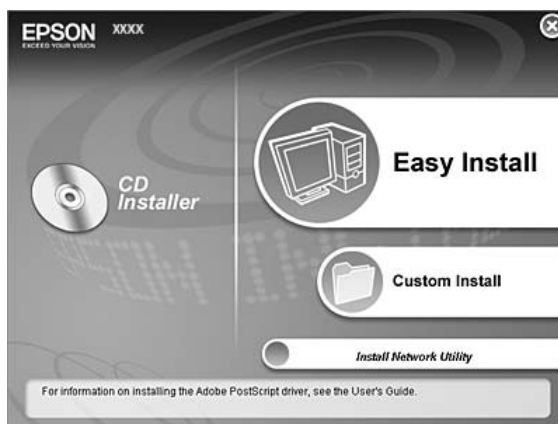 EPSON XXXX
EXCEED YOUR VISION
CD
Installer
Easy Install
Custom Install
Install Network Utility
For information on installing the Adobe PostScript driver, see the User's Guide.